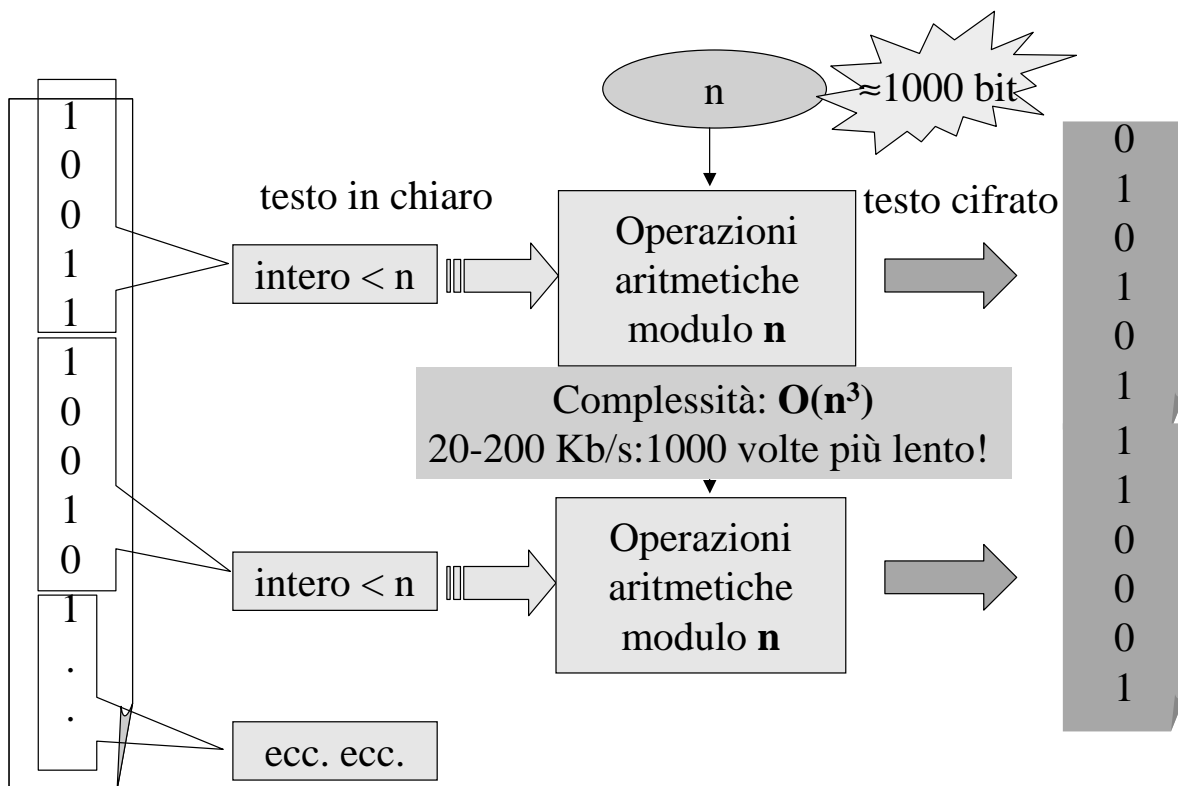 n
≈1000 bit
1
0
0
1
1
1
0
0
1
0
1
.
.
testo in chiaro
intero < n
Operazioni
aritmetiche
modulo n
testo cifrato
Complessità: O(n³)
20-200 Kb/s:1000 volte più lento!
intero < n
Operazioni
aritmetiche
modulo n
ecc. ecc.
0
1
0
1
0
1
1
1
0
0
0
1